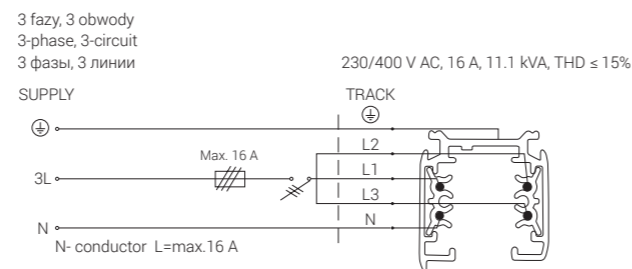 3 fazy, 3 obwody
3-phase, 3-circuit
3 фазы, 3 линии
230/400 V AC, 16 A, 11.1 kVA, THD ≤ 15%
SUPPLY
TRACK
L2
Max. 16 A
L1
3L
L3
N
N
N- conductor L=max.16 A